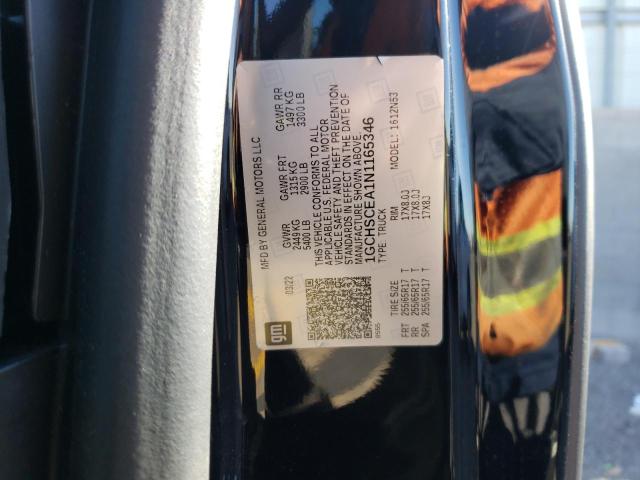 gm
MFD BY GENERAL MOTORS LLC
03/22
GVWR
2449 KG
5400 LB
GAWR FRT
1315 KG
2900 LB
GAWR RR
1497 KG
3300 LB
THIS VEHICLE CONFORMS TO ALL
APPLICABLE U.S. FEDERAL MOTOR
VEHICLE SAFETY AND THEFT PREVENTION
STANDARDS IN EFFECT ON THE DATE OF
MANUFACTURE SHOWN ABOVE.
1GCHSCEA1N1165346
TYPE: TRUCK
MODEL: 1612N53
TIRE SIZE
RIM
FRT 255/65R17 T 17X8.0J
RR 255/65R17 T 17X8.0J
SPA 255/65R17 T 17X8J